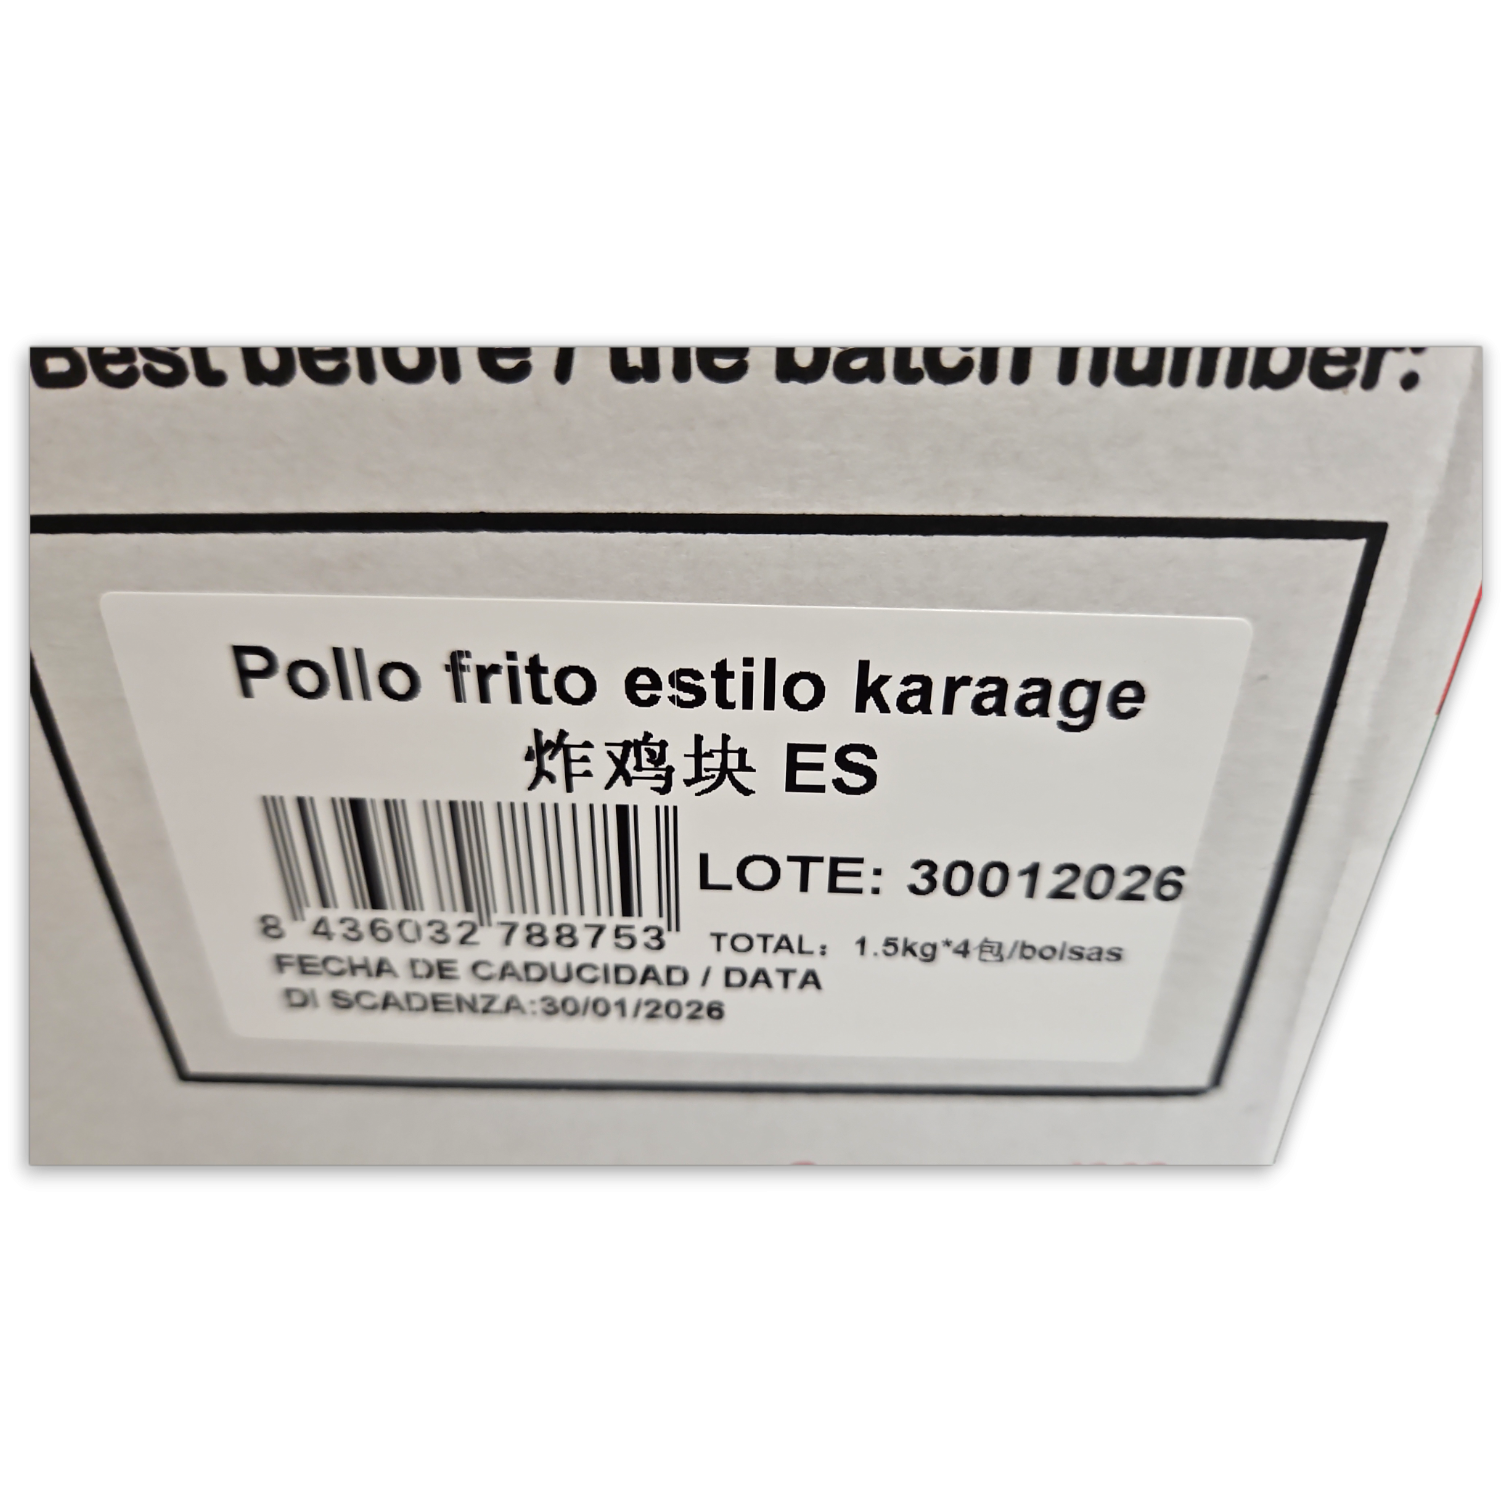 Best before / the batch number:
Pollo frito estilo karaage
炸鸡块 ES
LOTE: 30012026
8 436032 788753
TOTAL: 1.5kg*4包/bolsas
FECHA DE CADUCIDAD / DATA
DI SCADENZA:30/01/2026